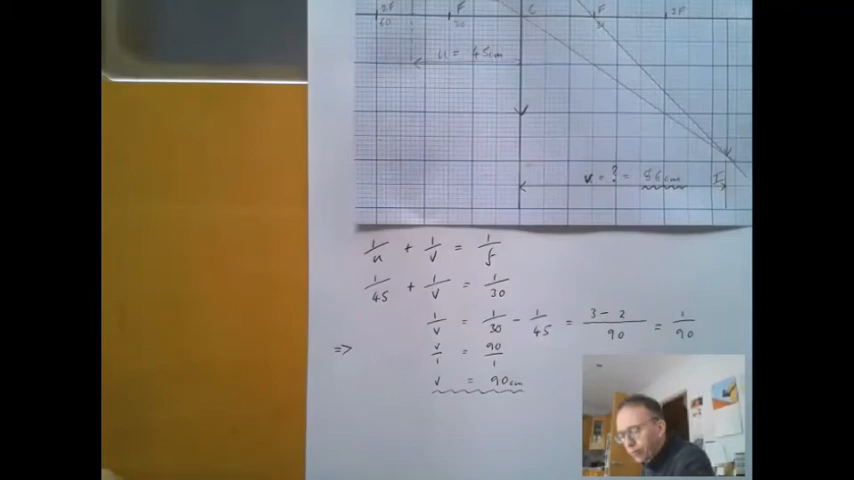 2F F C F 2F
60 30 30
u = 45cm
v = ? = 86cm I
1/u + 1/v = 1/f
1/45 + 1/v = 1/30
1/v = 1/30 - 1/45 = 3 - 2/90 = 1/90
=> v/1 = 90/1
v = 90cm